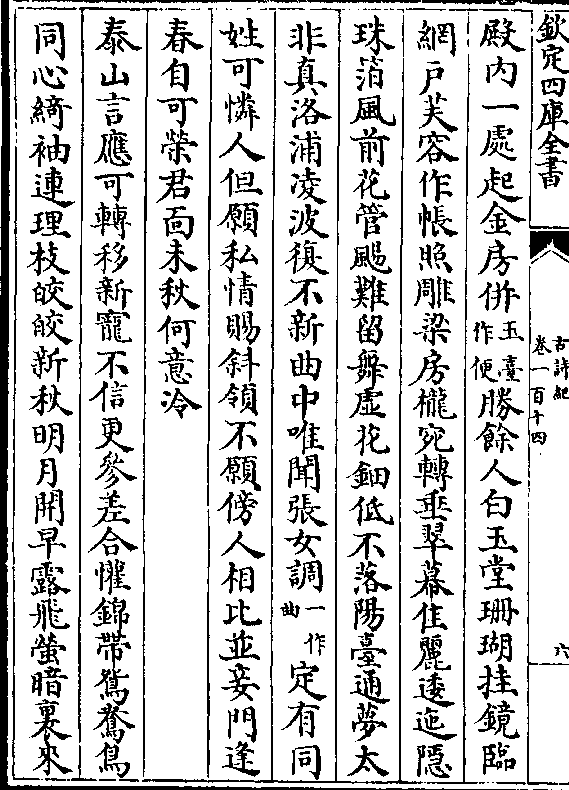 欽定四庫全書
古詩紀
卷一百十四
六
殿内一處起金房併玉臺作便勝餘人白玉堂珊瑚挂鏡臨
網戸芙容作帳照雕梁房櫳宛轉垂翠幕佳麗逶迤隱
珠箔風前花管颺難留舞虚花鈿低不落陽臺通夢太
非真洛浦凌波復不新曲中唯聞張女調一作曲定有同
姓可憐人但願私情賜斜領不願傍人相比並妾門逢
春自可榮君面未秋何意冷
泰山言應可轉移新寵不信更參差合懽錦帶鴛鴦鳥
同心綺袖連理枝皎皎新秋明月開早露飛螢暗裏來